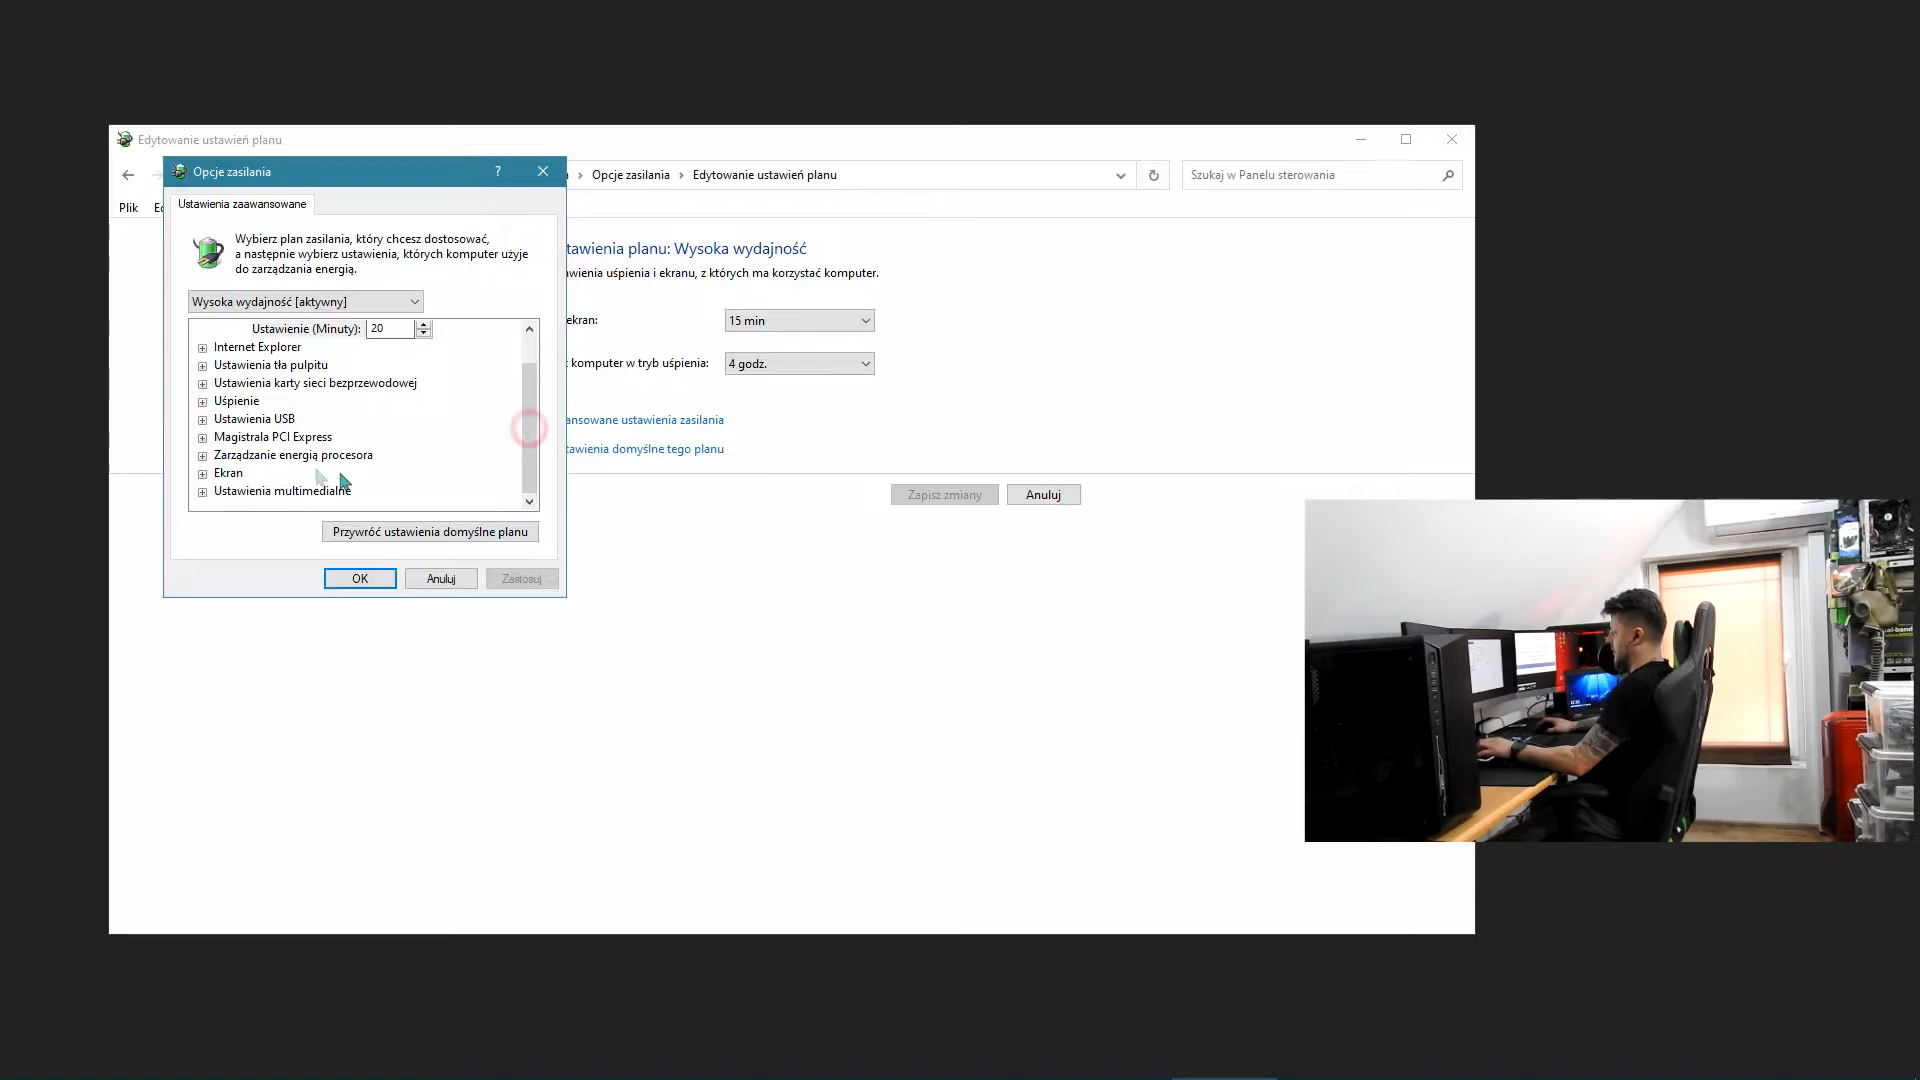 Edytowanie ustawień planu
Opcje zasilania
?
Opcje zasilania > Edytowanie ustawień planu
Szukaj w Panelu sterowania
Plik
Ustawienia zaawansowane
Wybierz plan zasilania, który chcesz dostosować,
a następnie wybierz ustawienia, których komputer użyje
do zarządzania energią.
Wysoka wydajność [aktywny]
Ustawienie (Minuty): 20
Internet Explorer
Ustawienia tła pulpitu
Ustawienia karty sieci bezprzewodowej
Uśpienie
Ustawienia USB
Magistrala PCI Express
Zarządzanie energią procesora
Ekran
Ustawienia multimedialne
Przywróć ustawienia domyślne planu
OK
Anuluj
Zastosuj
tawienia planu: Wysoka wydajność
wienia uśpienia i ekranu, z których ma korzystać komputer.
ekran:
15 min
komputer w tryb uśpienia:
4 godz.
ansowane ustawienia zasilania
tawienia domyślne tego planu
Zapisz zmiany
Anuluj